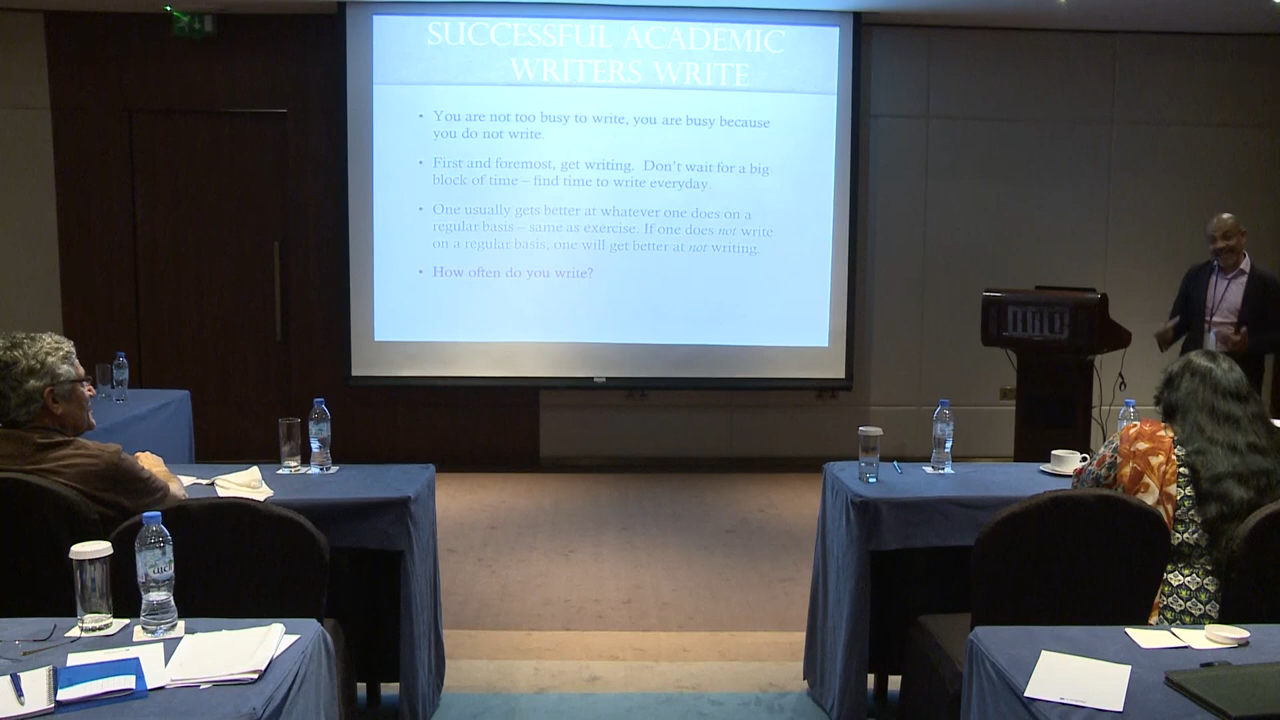 SUCCESSFUL ACADEMIC
WRITERS WRITE
• You are not too busy to write, you are busy because
you do not write.
• First and foremost, get writing. Don't wait for a big
block of time – find time to write everyday.
• One usually gets better at whatever one does on a
regular basis – same as exercise. If one does not write
on a regular basis, one will get better at not writing.
• How often do you write?